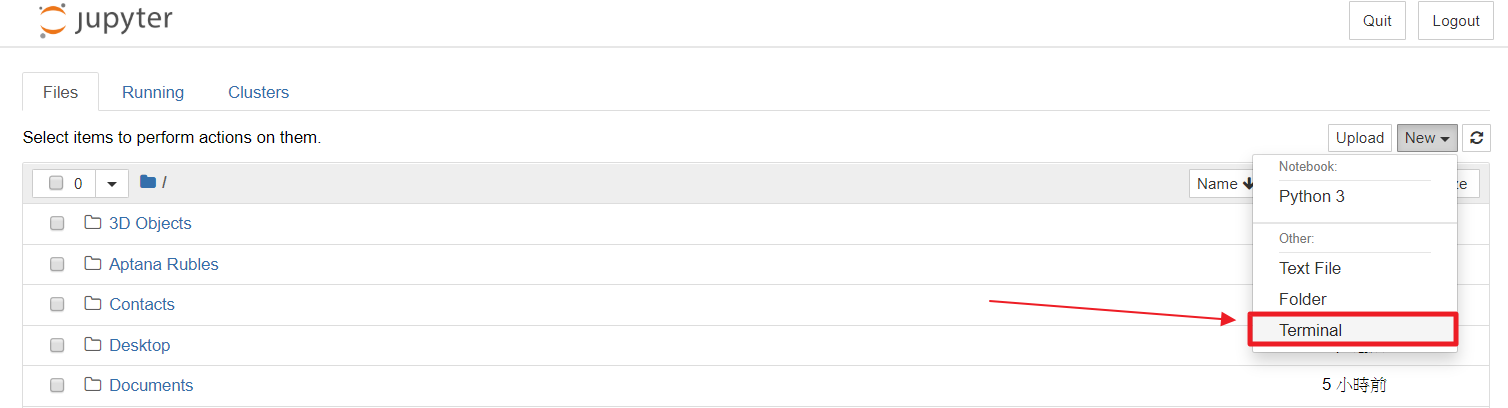 jupyter
Quit
Logout
Files
Running
Clusters
Select items to perform actions on them.
Upload
New
0
/
Name
Notebook:
Python 3
Other:
Text File
Folder
Terminal
3D Objects
Aptana Rubles
Contacts
Desktop
Documents
5 小時前